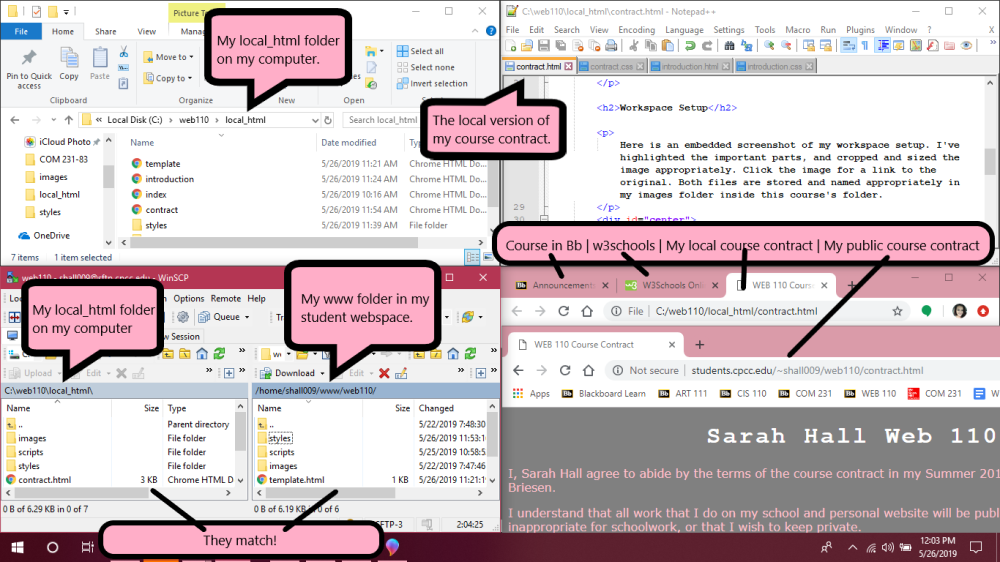 Picture To
File
Home
Share
View
Mana
Pin to Quick access
Copy
Paste
Move to
Copy to
Select all
Select none
Invert selection
Clipboard
Organize
New
Open
Select
My local_html folder
on my computer.
« Local Disk (C:) > web110 > local_html
Search local_html
Name
Date modified
Type
iCloud Photo
COM 231-83
images
local_html
styles
OneDrive
template 5/26/2019 11:21 AM Chrome HTML Do...
introduction 5/26/2019 11:24 AM Chrome HTML Do...
index 5/26/2019 10:16 AM Chrome HTML Do...
contract 5/26/2019 11:54 AM Chrome HTML Do...
styles 5/26/2019 11:39 AM File folder
7 items 1 item selected
C:\web110\local_html\contract.html - Notepad++
File Edit Search View Encoding Language Settings Tools Macro Run Plugins Window ?
contract.html contract.css introduction.html introduction.css
The local version of
my course contract.
</p>
<h2>Workspace Setup</h2>
<p>
Here is an embedded screenshot of my workspace setup. I've
highlighted the important parts, and cropped and sized the
image appropriately. Click the image for a link to the
original. Both files are stored and named appropriately in
my images folder inside this course's folder.
29 </p>
30 <div id="center">
web110 - shall009@sftp.cpcc.edu - WinSCP
Options Remote Help
Queue
Session
My local_html folder
on my computer
My www folder in my
student webspace.
Upload
Edit
Download
Edit
C:\web110\local_html\
/home/shall009/www/web110/
Name Size Type
.. Parent directory
images File folder
scripts File folder
styles File folder
contract.html 3 KB Chrome HTML D
Name Size Changed
.. 5/22/2019 7:48:30
styles 5/26/2019 11:53:1
scripts 5/25/2019 10:58:5
images 5/22/2019 7:47:46
template.html 1 KB 5/26/2019 11:21:1
0 B of 6.29 KB in 0 of 7
0 B of 6.19 KB in 0 of 6
SFTP-3
2:04:25
They match!
Course in Bb | w3schools | My local course contract | My public course contract
Announcement
W3Schools Onli
WEB 110 Cours
File | C:/web110/local_html/contract.html
WEB 110 Course Contract
Not secure | students.cpcc.edu/~shall009/web110/contract.html
Apps
Blackboard Learn
ART 111
CIS 110
COM 231
WEB 110
COM 231
Sarah Hall Web 110
I, Sarah Hall agree to abide by the terms of the course contract in my Summer 201
Briesen.
I understand that all work that I do on my school and personal website will be publ
inappropriate for schoolwork, or that I wish to keep private.
12:03 PM
5/26/2019